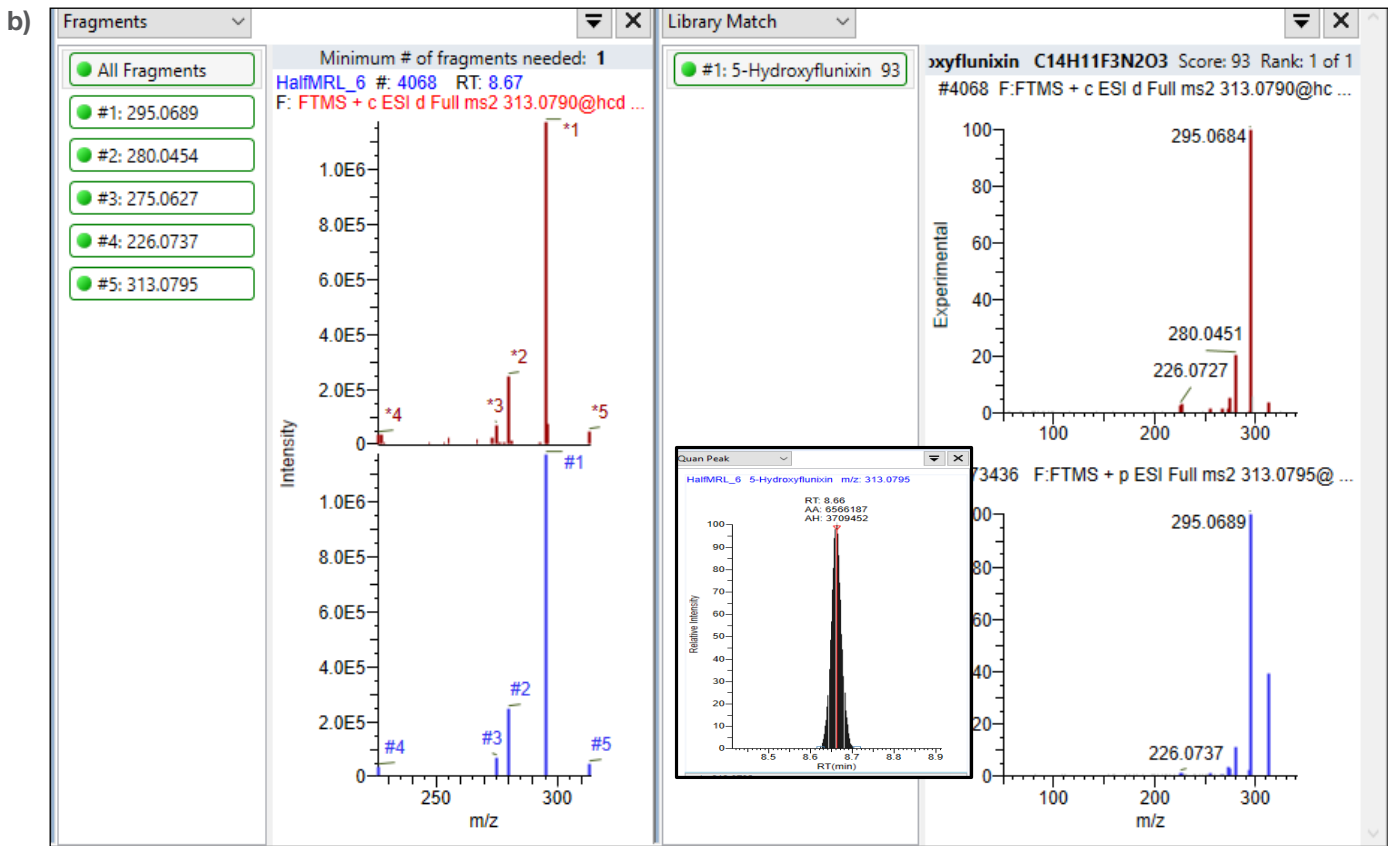 b)
Fragments
All Fragments
#1: 295.0689
#2: 280.0454
#3: 275.0627
#4: 226.0737
#5: 313.0795
Minimum # of fragments needed: 1
HalfMRL_6 #: 4068 RT: 8.67
F: FTMS + c ESI d Full ms2 313.0790@hcd ...
Intensity
1.0E6
8.0E5
6.0E5
4.0E5
2.0E5
0
*1
*2
*3
*4
*5
1.0E6
8.0E5
6.0E5
4.0E5
2.0E5
0
#1
#2
#3
#4
#5
250
300
m/z
Library Match
#1: 5-Hydroxyflunixin 93
oxyflunixin C14H11F3N2O3 Score: 93 Rank: 1 of 1
#4068 F:FTMS + c ESI d Full ms2 313.0790@hc ...
Experimental
100
80
60
40
20
0
295.0684
280.0451
226.0727
100
200
300
73436 F:FTMS + p ESI Full ms2 313.0795@ ...
00
80
60
40
20
0
295.0689
226.0737
100
200
300
m/z
Quan Peak
HalfMRL_6 5-Hydroxyflunixin m/z: 313.0795
RT: 8.66
AA: 6566187
AH: 3709452
Relative Intensity
100
90
80
70
60
50
40
30
20
10
0
8.5
8.6
8.7
8.8
8.9
RT(min)